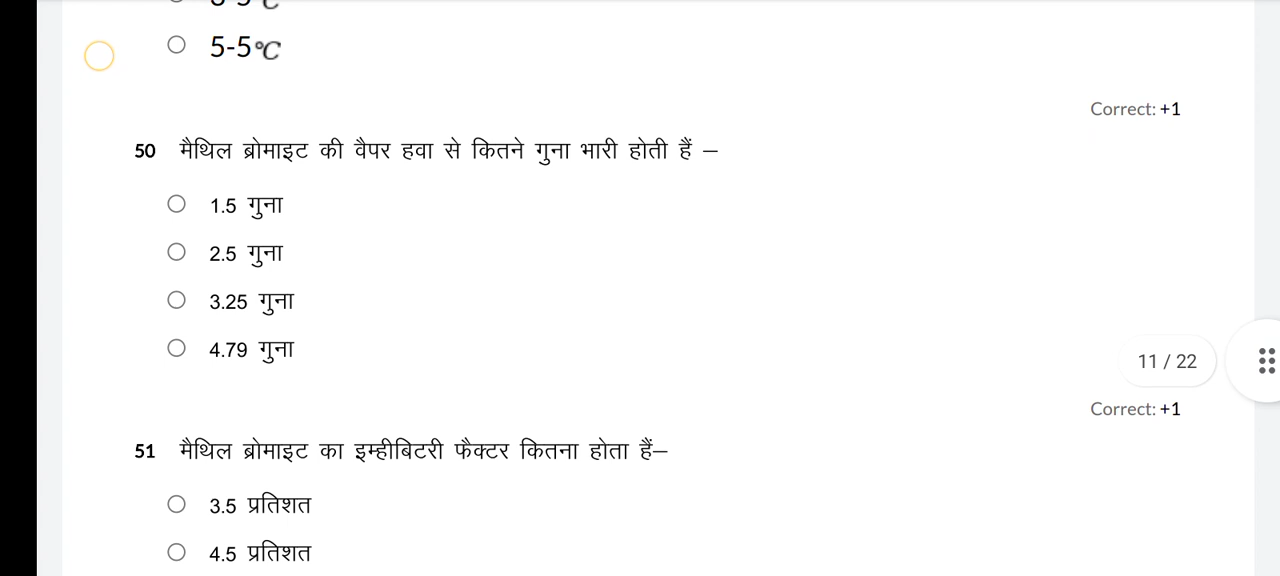 5-5℃
Correct: +1
50 मैथिल ब्रोमाइट की वैपर हवा से कितने गुना भारी होती हैं –
1.5 गुना
2.5 गुना
3.25 गुना
4.79 गुना
11 / 22
Correct: +1
51 मैथिल ब्रोमाइट का इम्हीबिटरी फैक्टर कितना होता हैं–
3.5 प्रतिशत
4.5 प्रतिशत